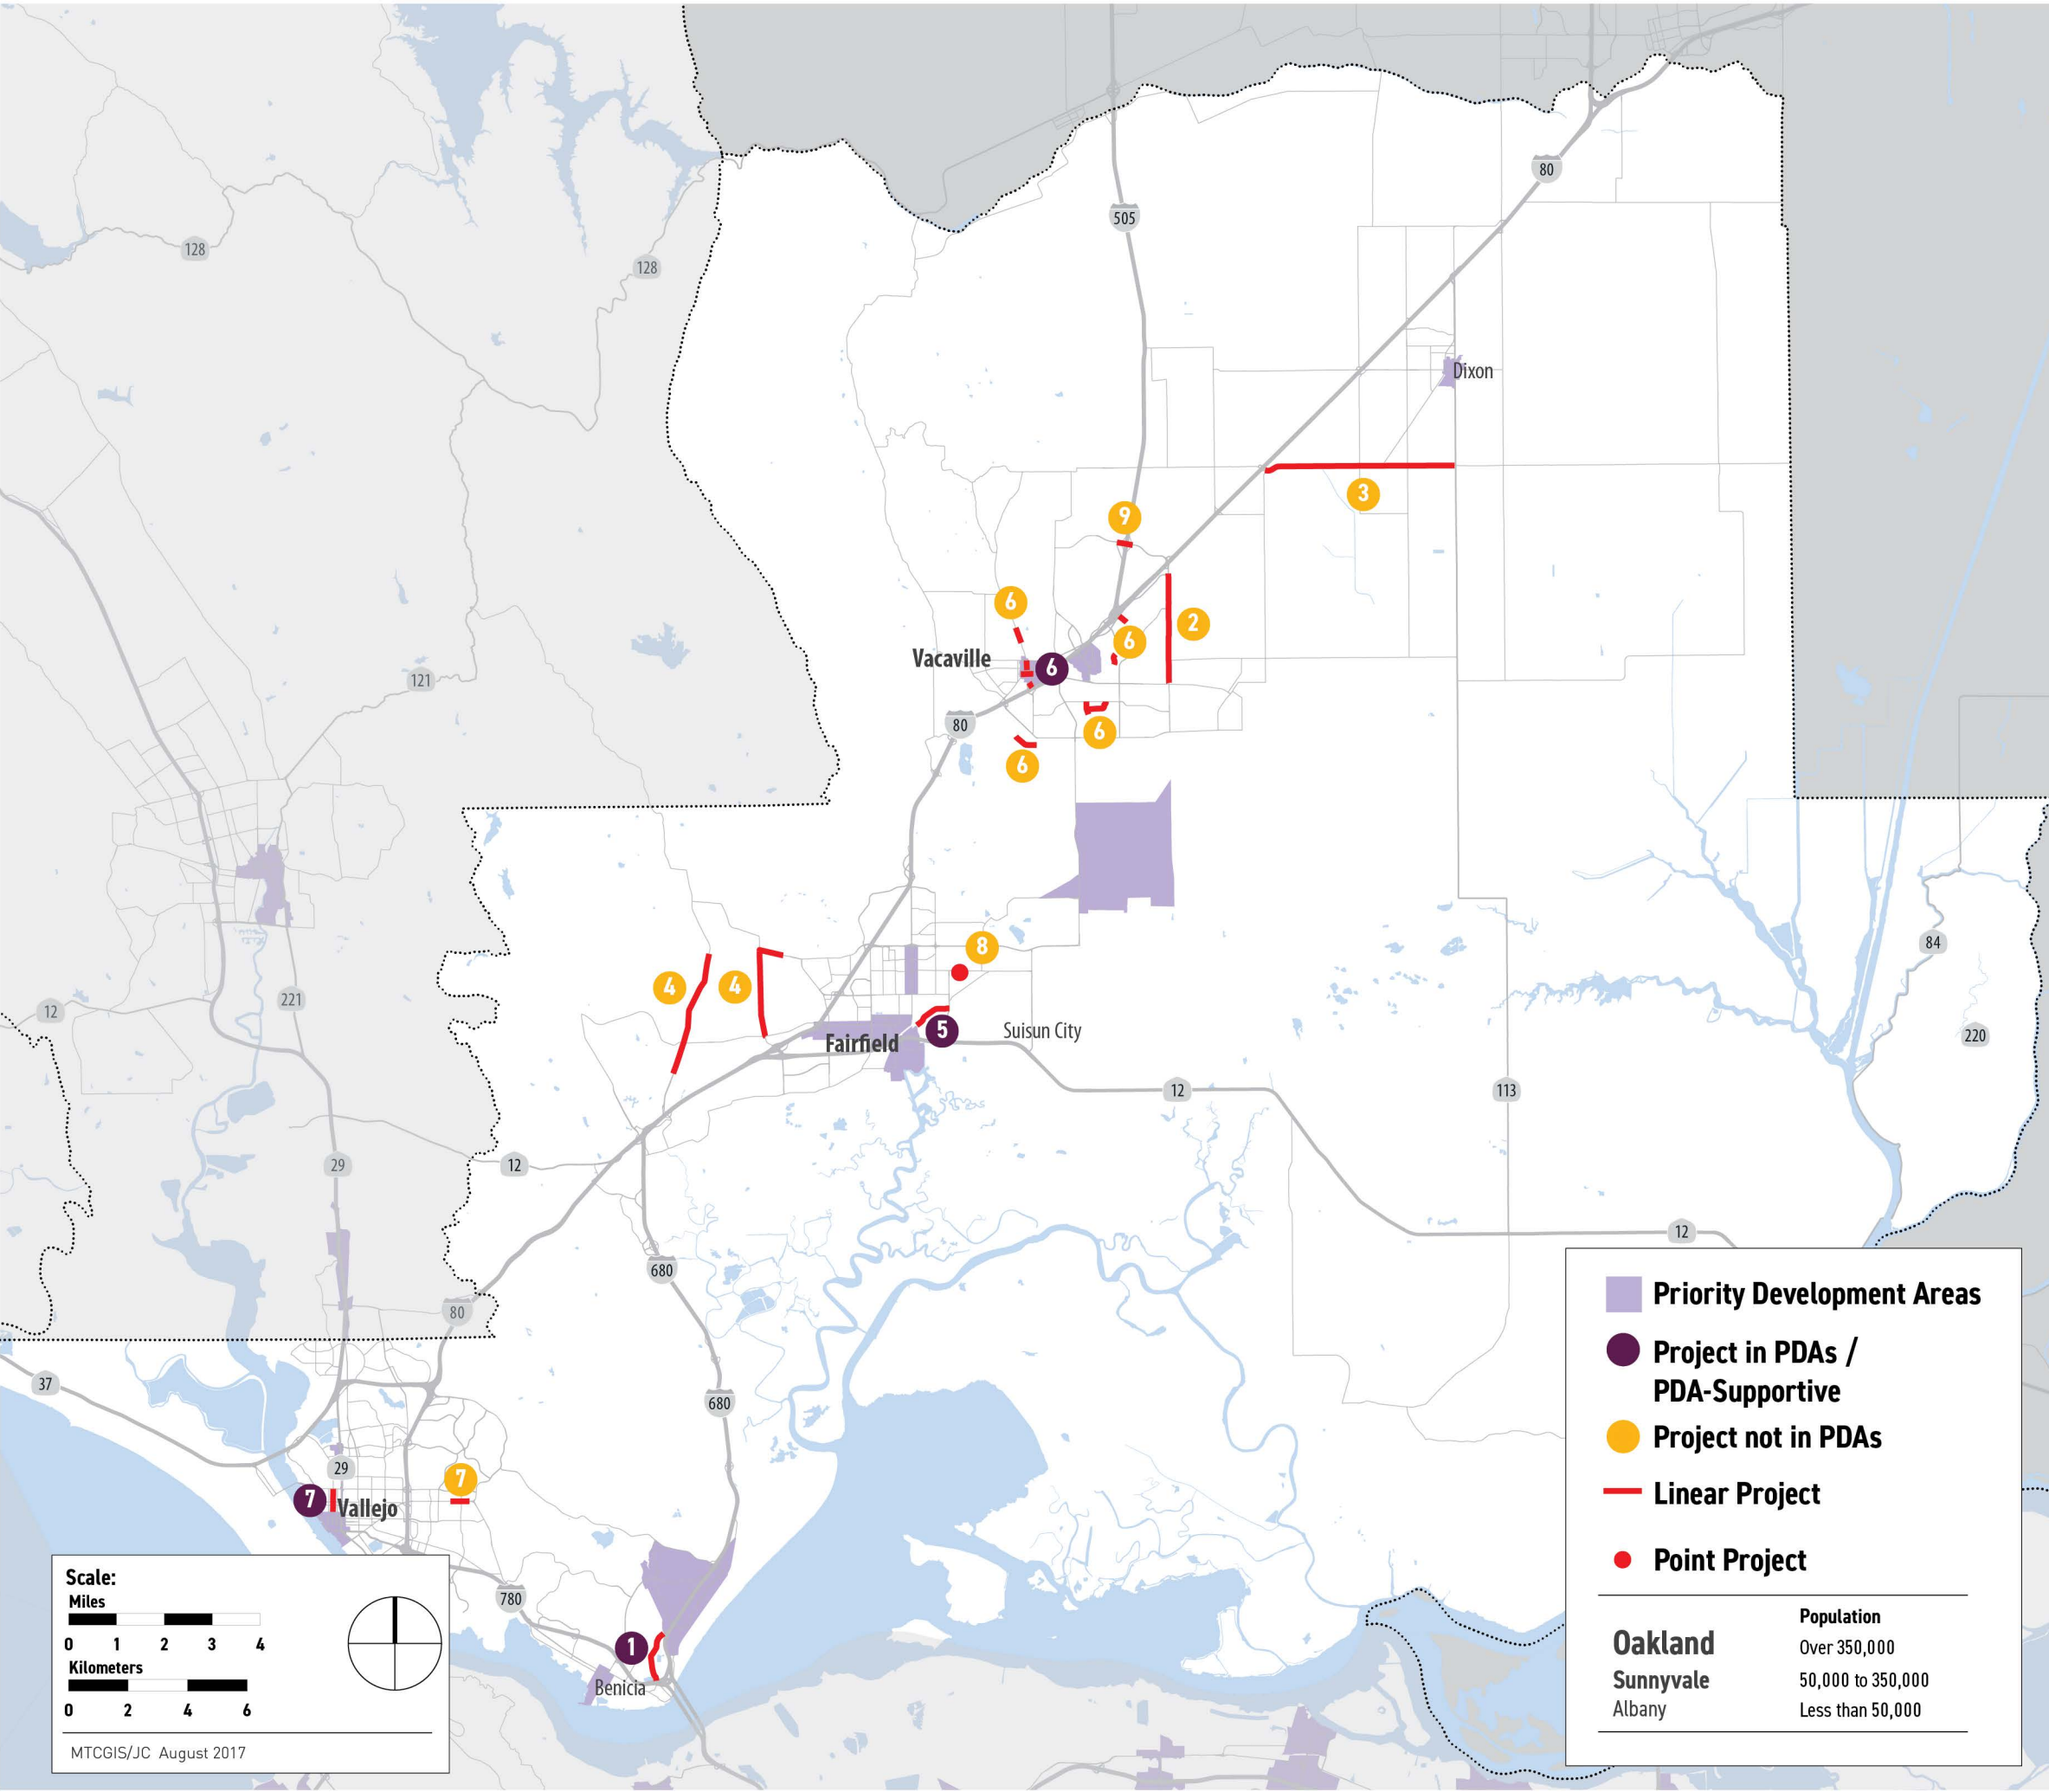 505
80
128
128
Dixon
3
9
6
2
6
Vacaville
6
121
80
6
6
8
84
4
4
221
12
5
Suisun City
Fairfield
220
12
113
29
12
12
680
80
37
680
29
7
7
Vallejo
780
1
Benicia
Priority Development Areas
Project in PDAs /
PDA-Supportive
Project not in PDAs
Linear Project
Point Project
Population
Oakland Over 350,000
Sunnyvale 50,000 to 350,000
Albany Less than 50,000
Scale:
Miles
0 1 2 3 4
Kilometers
0 2 4 6
MTCGIS/JC August 2017